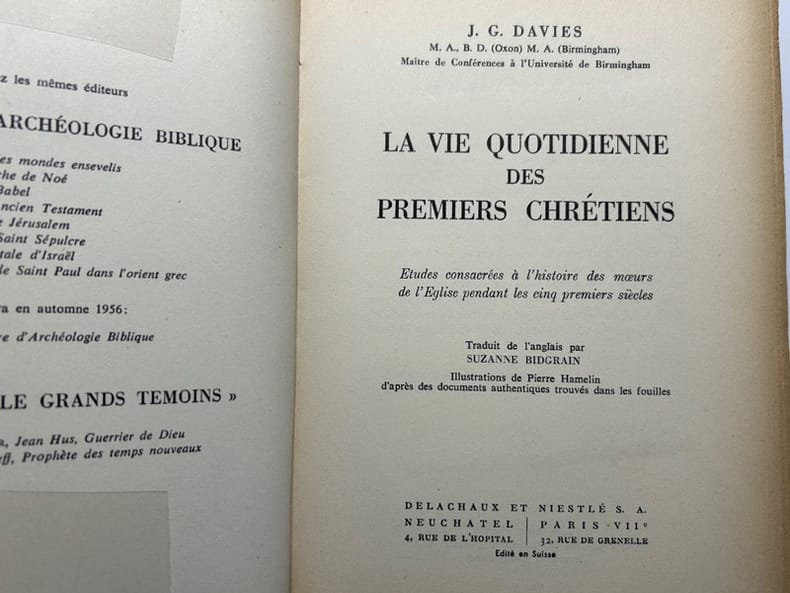 z les mêmes éditeurs
ARCHÉOLOGIE BIBLIQUE
es mondes ensevelis
che de Noé
Babel
ncien Testament
e Jérusalem
Saint Sépulcre
tale d'Israël
de Saint Paul dans l'orient grec
ra en automne 1956:
re d'Archéologie Biblique
LE GRANDS TEMOINS »
a, Jean Hus, Guerrier de Dieu
ff, Prophète des temps nouveaux
J. G. DAVIES
M. A., B. D. (Oxon) M. A. (Birmingham)
Maître de Conférences à l'Université de Birmingham
LA VIE QUOTIDIENNE
DES
PREMIERS CHRÉTIENS
Etudes consacrées à l'histoire des mœurs
de l'Eglise pendant les cinq premiers siècles
Traduit de l'anglais par
SUZANNE BIDGRAIN
Illustrations de Pierre Hamelin
d'après des documents authentiques trouvés dans les fouilles
DELACHAUX ET NIESTLÉ S. A.
NEUCHATEL | PARIS · VIIe
4, RUE DE L'HOPITAL | 32, RUE DE GRENELLE
Edité en Suisse